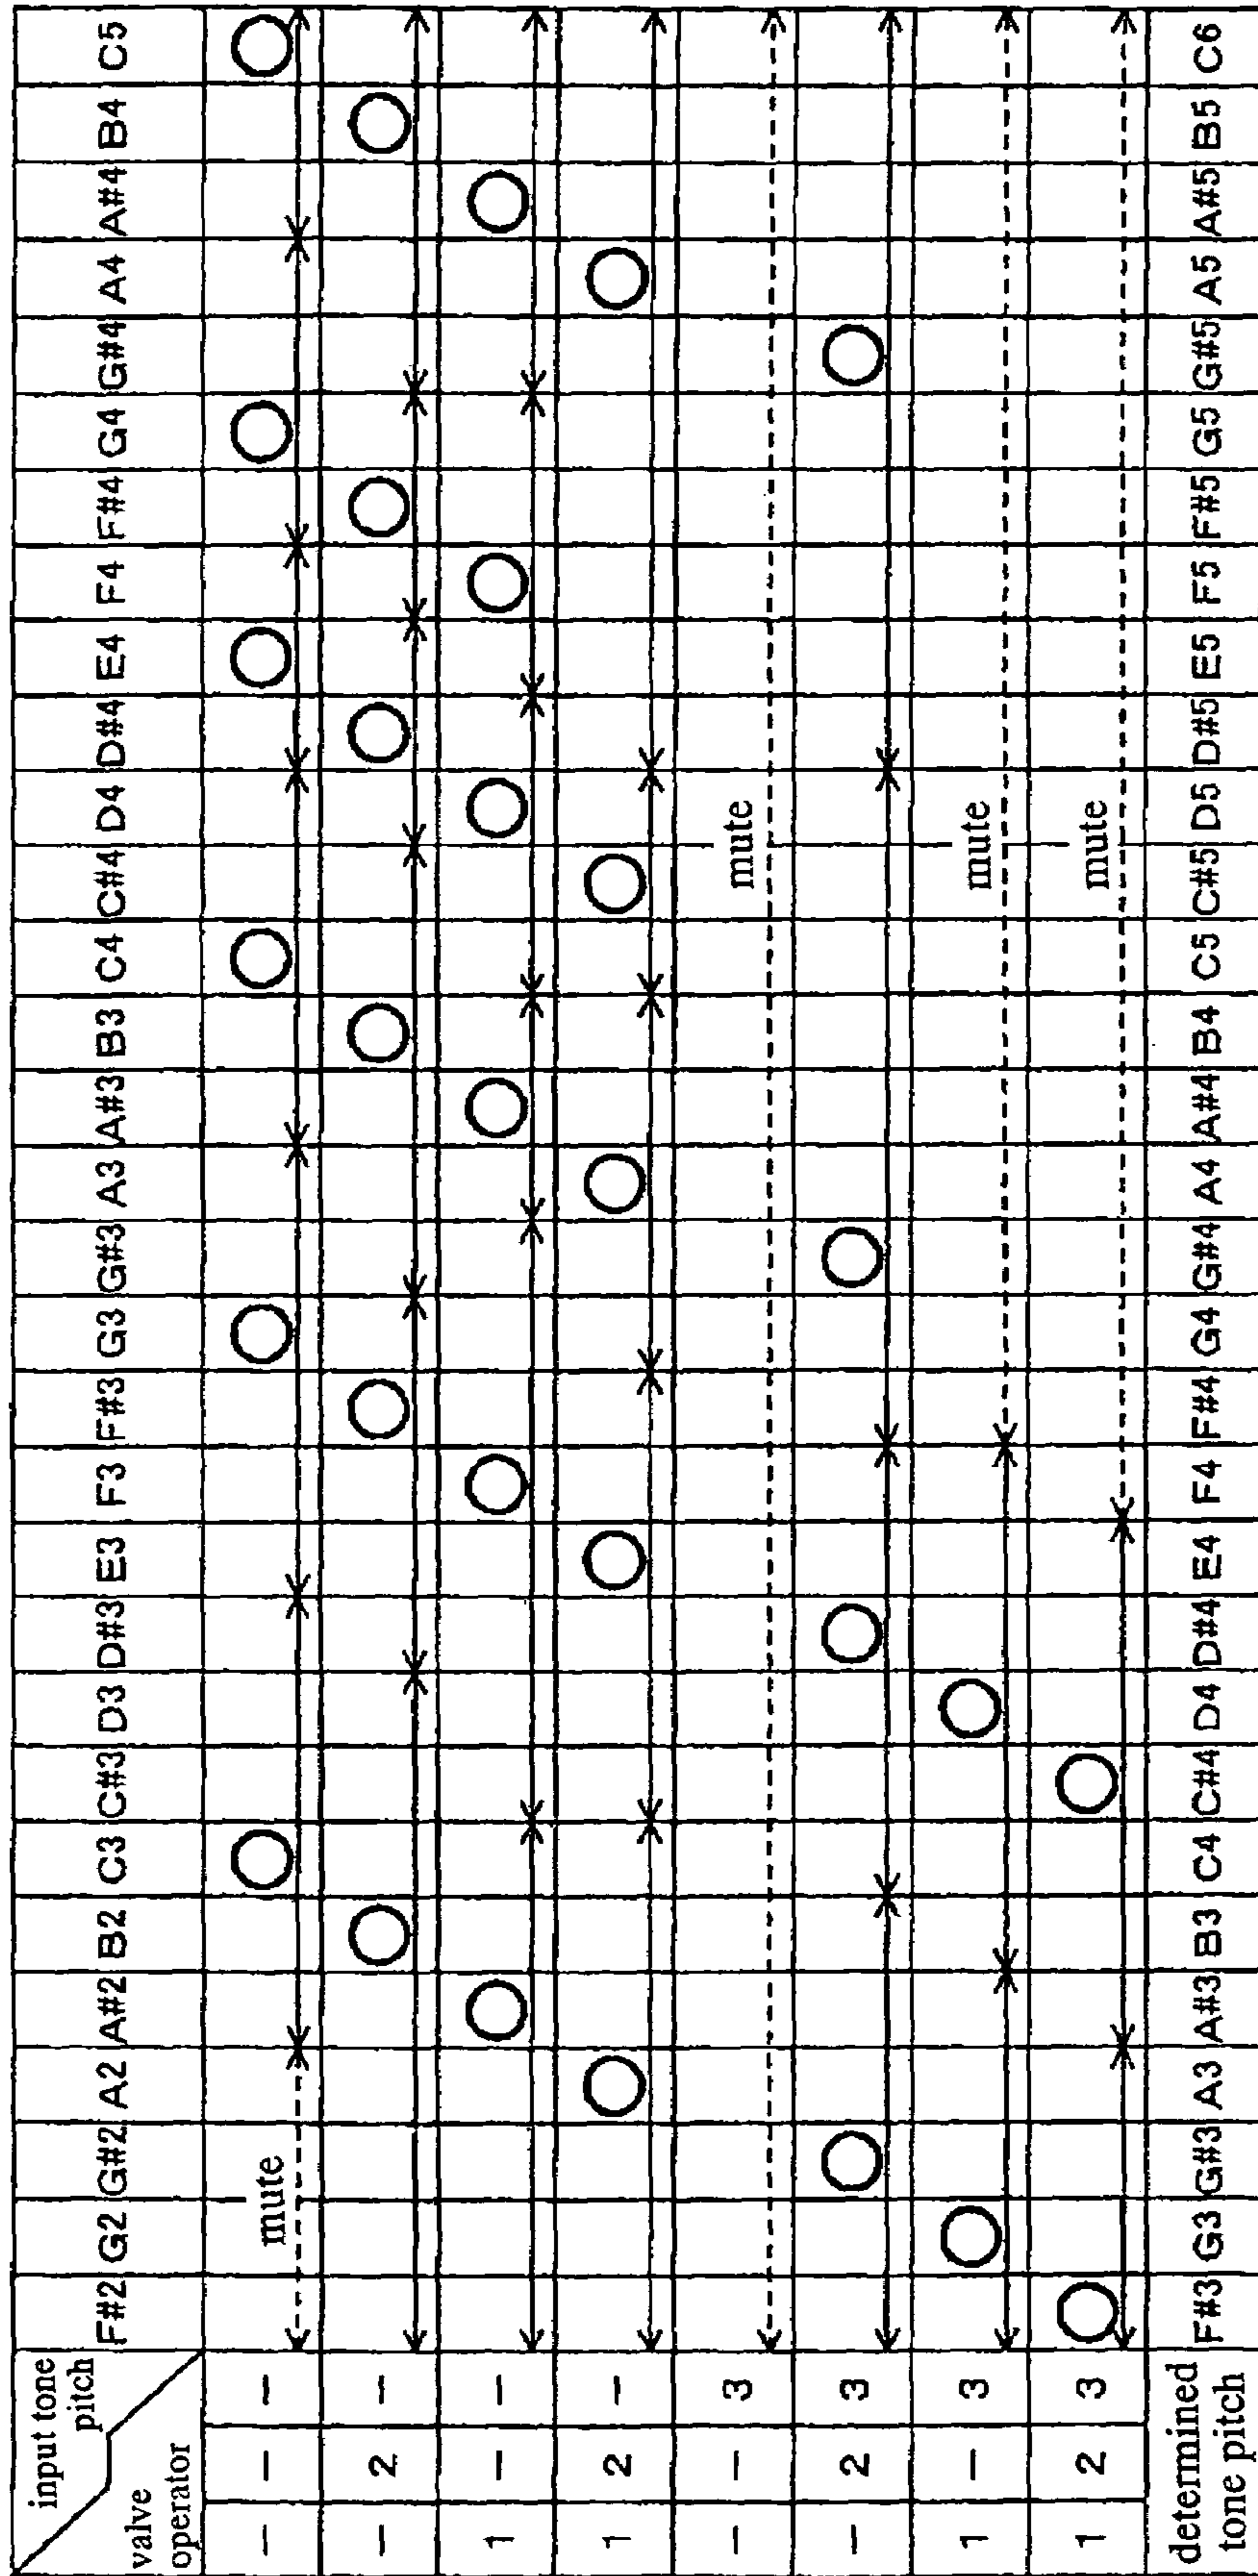 input tone
pitch
valve
operator
F#2 G2 G#2 A2 A#2 B2 C3 C#3 D3 D#3 E3 F3 F#3 G3 G#3 A3 A#3 B3 C4 C#4 D4 D#4 E4 F4 F#4 G4 G#4 A4 A#4 B4 C5
– – – mute
– 2 –
1 – –
1 2 –
– – 3 mute
– 2 3
1 – 3 mute
1 2 3 mute
determined
tone pitch
F#3 G3 G#3 A3 A#3 B3 C4 C#4 D4 D#4 E4 F4 F#4 G4 G#4 A4 A#4 B4 C5 C#5 D5 D#5 E5 F5 F#5 G5 G#5 A5 A#5 B5 C6